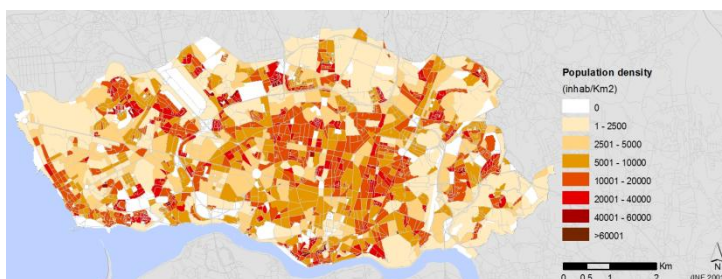 Population density
(inhab/Km2)
0
1 - 2500
2501 - 5000
5001 - 10000
10001 - 20000
20001 - 40000
40001 - 60000
>60001
Km
0 0.5 1 2
N